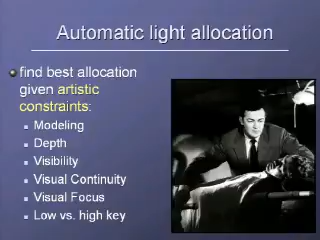 Automatic light allocation
find best allocation
given artistic
constraints:
Modeling
Depth
Visibility
Visual Continuity
Visual Focus
Low vs. high key